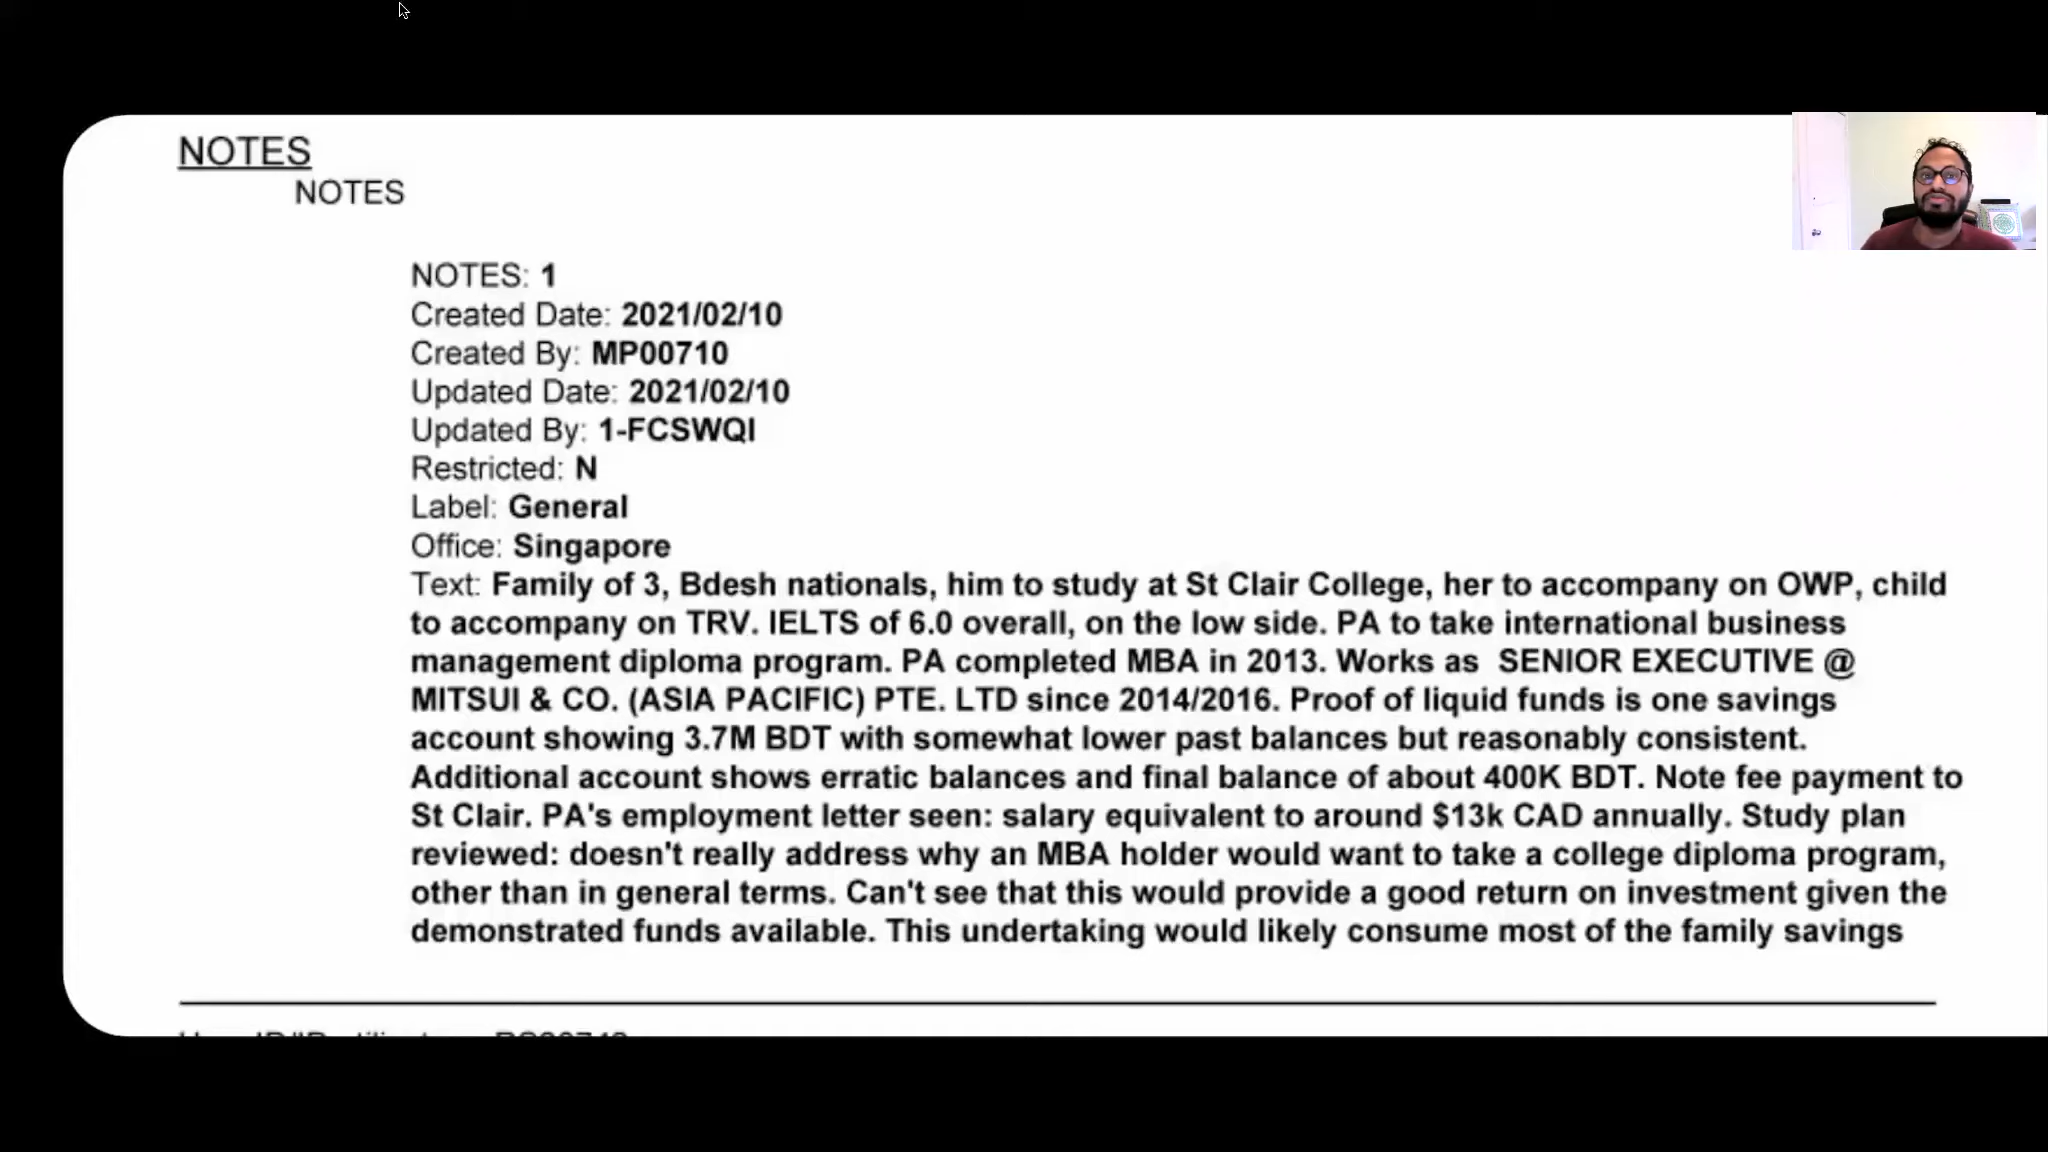 NOTES
NOTES
NOTES: 1
Created Date: 2021/02/10
Created By: MP00710
Updated Date: 2021/02/10
Updated By: 1-FCSWQI
Restricted: N
Label: General
Office: Singapore
Text: Family of 3, Bdesh nationals, him to study at St Clair College, her to accompany on OWP, child
to accompany on TRV. IELTS of 6.0 overall, on the low side. PA to take international business
management diploma program. PA completed MBA in 2013. Works as SENIOR EXECUTIVE @
MITSUI & CO. (ASIA PACIFIC) PTE. LTD since 2014/2016. Proof of liquid funds is one savings
account showing 3.7M BDT with somewhat lower past balances but reasonably consistent.
Additional account shows erratic balances and final balance of about 400K BDT. Note fee payment to
St Clair. PA's employment letter seen: salary equivalent to around $13k CAD annually. Study plan
reviewed: doesn't really address why an MBA holder would want to take a college diploma program,
other than in general terms. Can't see that this would provide a good return on investment given the
demonstrated funds available. This undertaking would likely consume most of the family savings